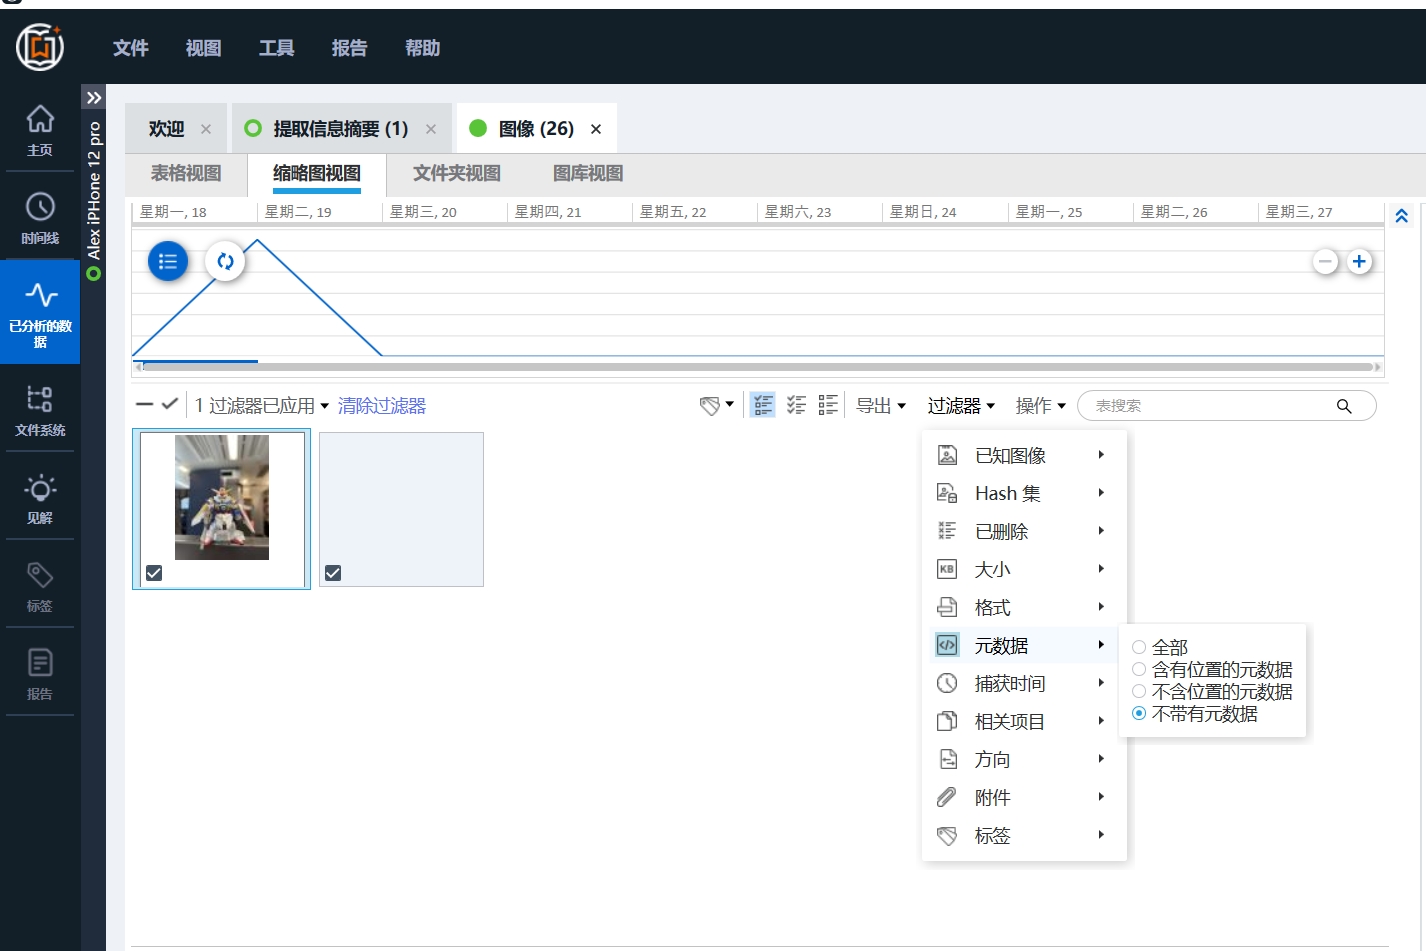 文件 视图 工具 报告 帮助
主页
时间线
已分析的数据
文件系统
见解
标签
报告
Alex iPHone 12 pro
欢迎 提取信息摘要 (1) 图像 (26)
表格视图 缩略图视图 文件夹视图 图库视图
星期一, 18 星期二, 19 星期三, 20 星期四, 21 星期五, 22 星期六, 23 星期日, 24 星期一, 25 星期二, 26 星期三, 27
1 过滤器已应用 清除过滤器 导出 过滤器 操作 表搜索
已知图像
Hash 集
已删除
KB 大小
格式
元数据
捕获时间
相关项目
方向
附件
标签
全部
含有位置的元数据
不含位置的元数据
不带有元数据